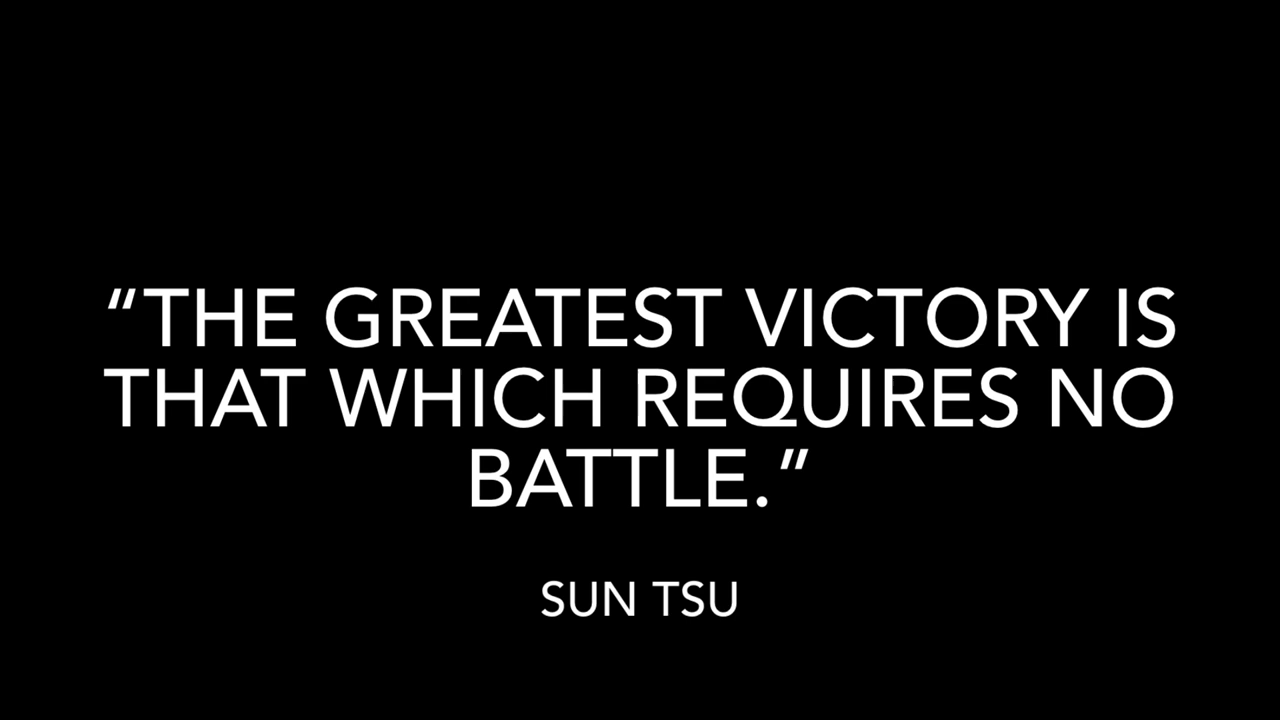 “THE GREATEST VICTORY IS
THAT WHICH REQUIRES NO
BATTLE.”
SUN TSU